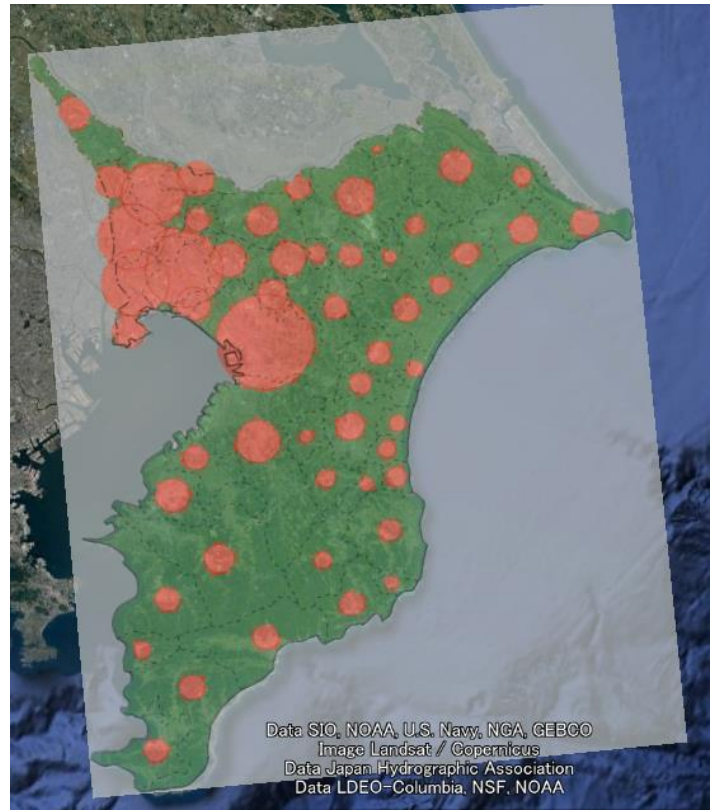 Data SIO, NOAA, U.S. Navy, NGA, GEBCO
Image Landsat / Copernicus
Data Japan Hydrographic Association
Data LDEO-Columbia, NSF, NOAA